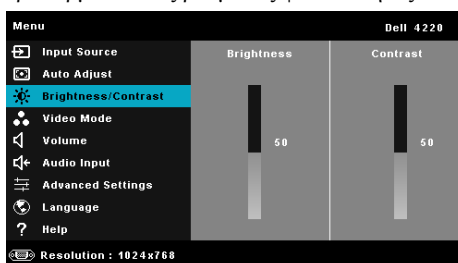 Menu
Dell 4220
Input Source
Auto Adjust
Brightness/Contrast
Video Mode
Volume
Audio Input
Advanced Settings
Language
? Help
Brightness
50
Contrast
50
Resolution : 1024x768